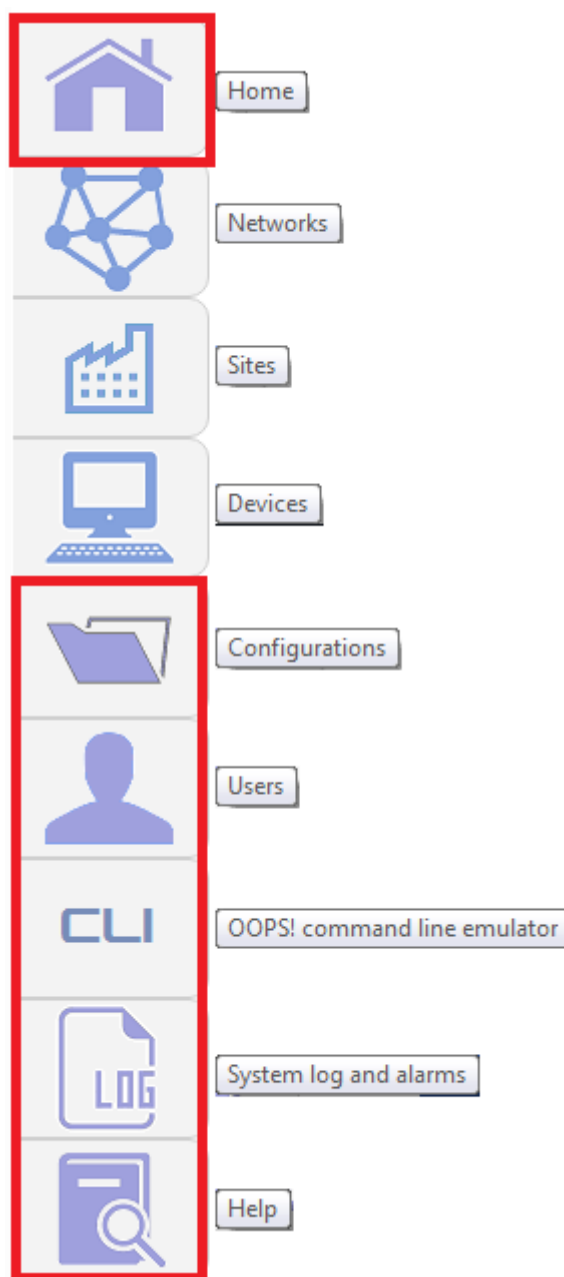 Home
Networks
Sites
Devices
Configurations
Users
CLI
OOPS! command line emulator
LOG
System log and alarms
Help